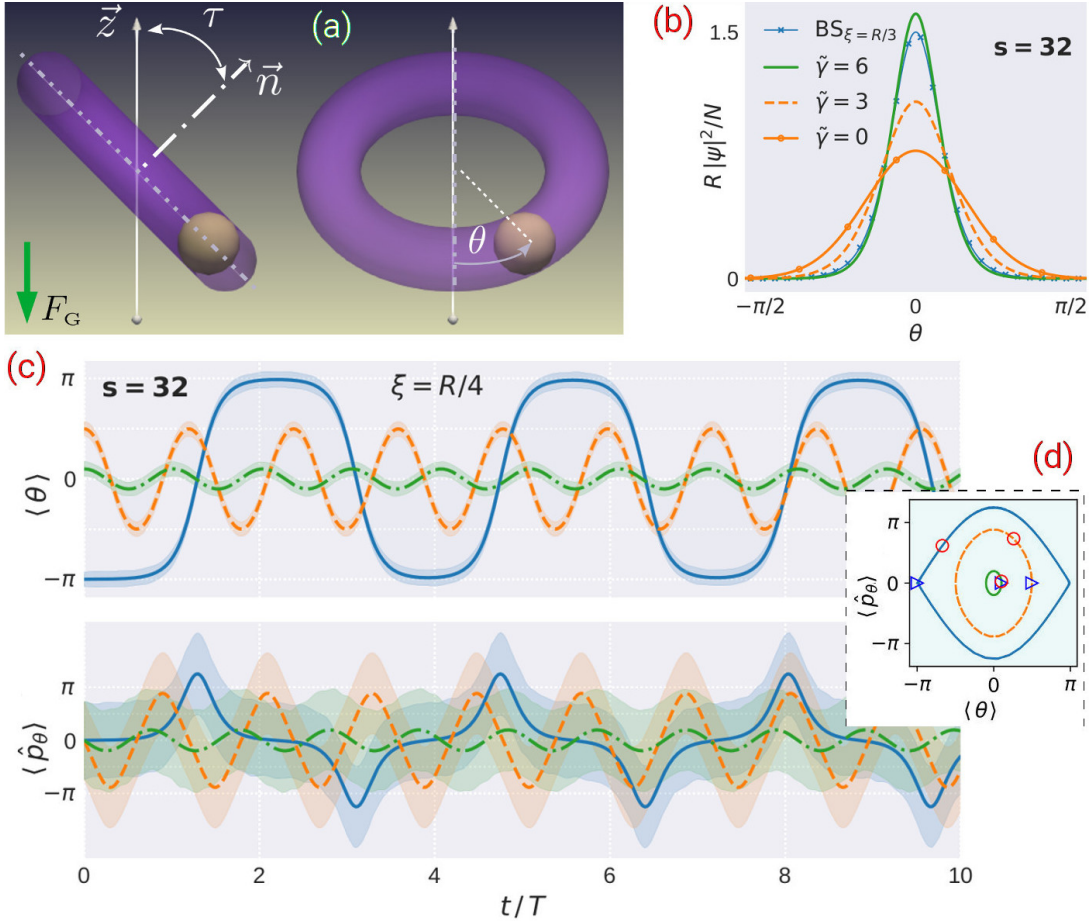 z⃗
τ
n⃗
F_G
(a)
θ
(b)
1.5
0
R|ψ|²/N
BS_{ξ=R/3}
γ̃ = 6
γ̃ = 3
γ̃ = 0
s = 32
−π/2
0
π/2
θ
(c)
s = 32
ξ = R/4
π
0
−π
⟨θ⟩
π
0
−π
⟨p̂_θ⟩
0
2
4
6
8
10
t/T
(d)
π
0
−π
⟨p̂_θ⟩
−π
0
π
⟨θ⟩